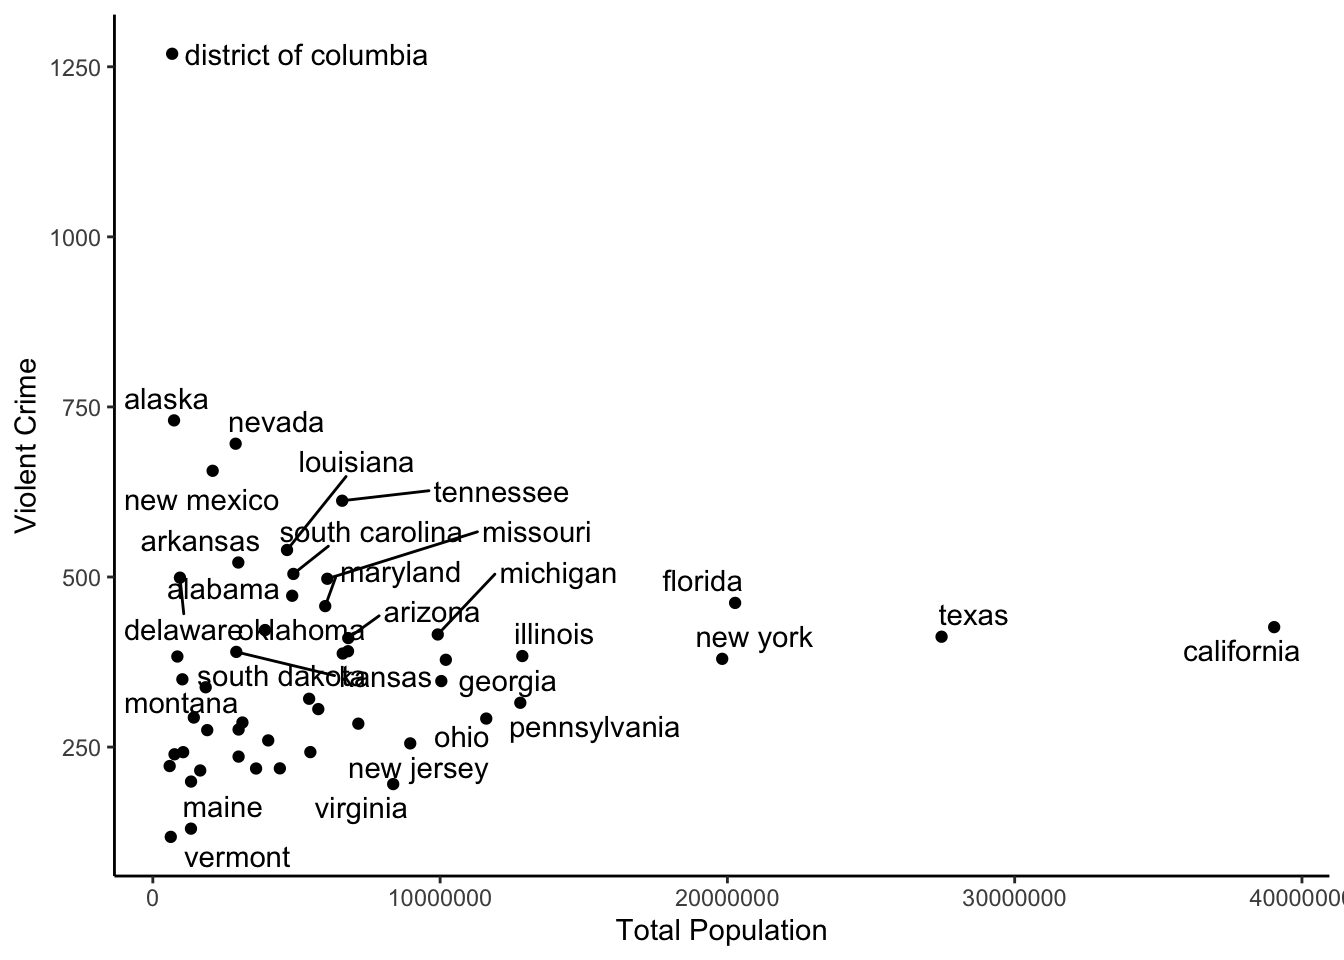 district of columbia
1250
1000
alaska
750
nevada
louisiana
tennessee
new mexico
south carolina
missouri
arkansas
maryland
michigan
500
florida
alabama
arizona
texas
delaware
oklahoma
illinois
new york
california
south dakota
kansas
georgia
montana
pennsylvania
ohio
250
new jersey
maine
virginia
vermont
Violent Crime
0
10000000
20000000
30000000
4000000
Total Population